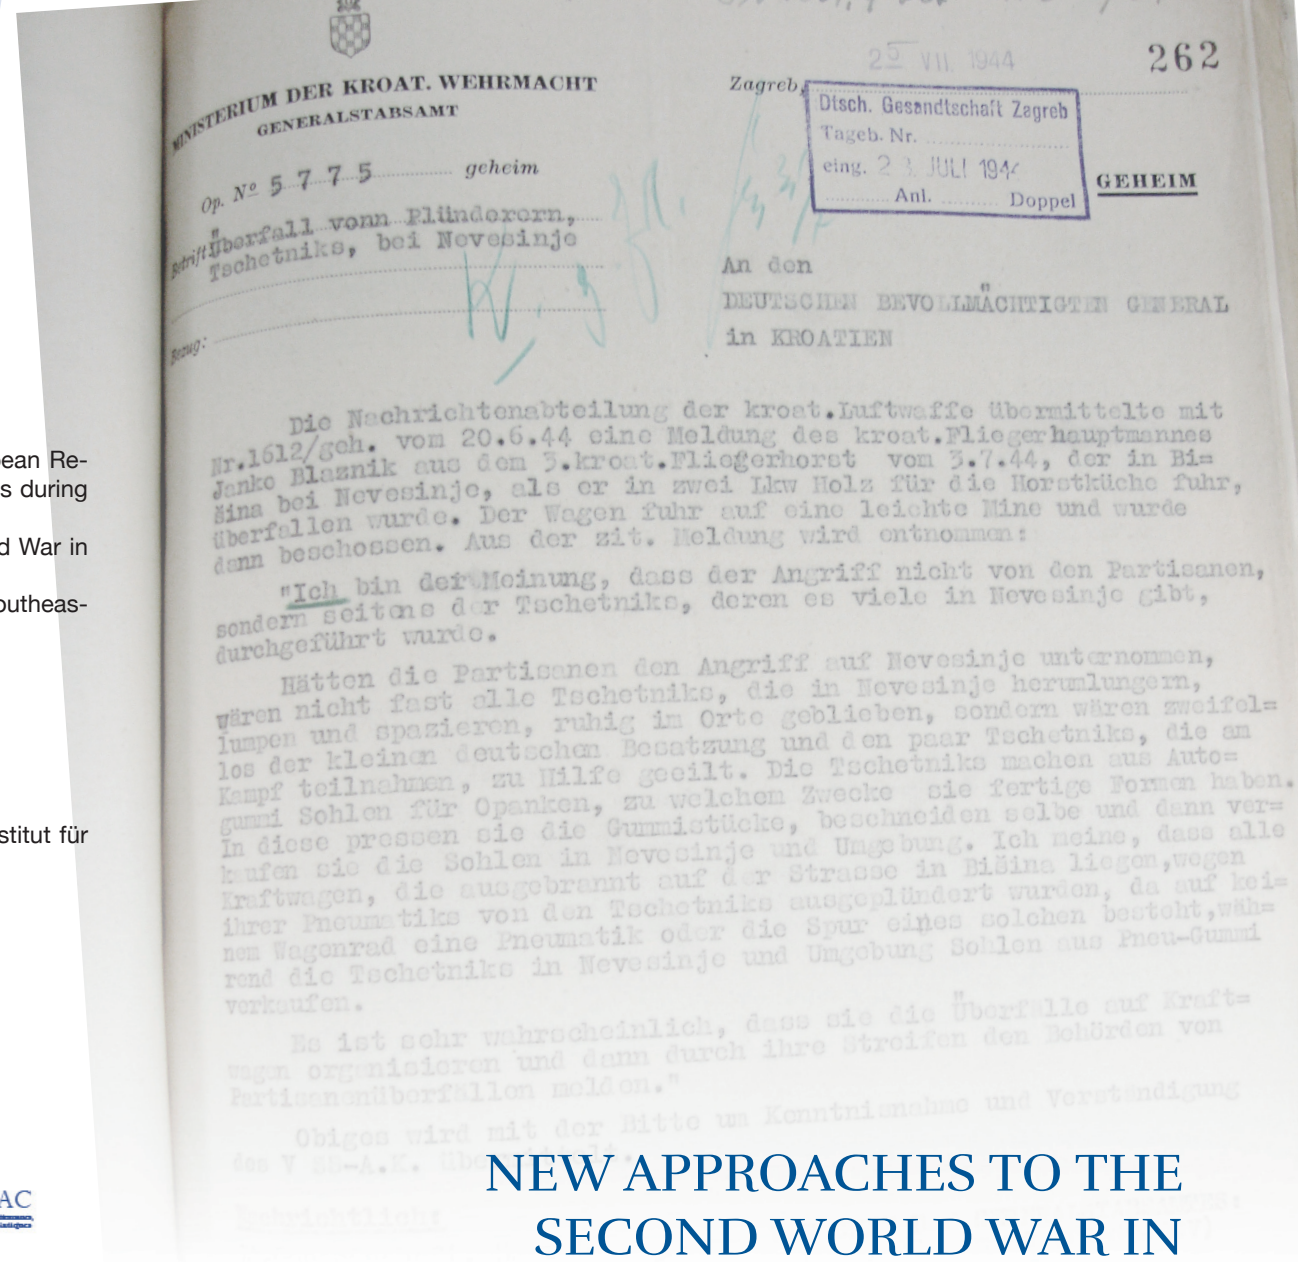 262
25 VII. 1944
MINISTERIUM DER KROAT. WEHRMACHT
GENERALSTABSAMT
Zagreb,
Dtsch. Gesandtschaft Zagreb
Tageb. Nr.
eing. 23. JULI 1944
Anl. Doppel
GEHEIM
Op. Nº 5775 geheim
Betrifft: Überfall vonn Plünderern,
Tschetniks, bei Nevesinje
Bezug:
An den
DEUTSCHEN BEVOLLMÄCHTIGTEN GENERAL
in KROATIEN
Die Nachrichtenabteilung der kroat.Luftwaffe übermittelte mit
Nr.1612/geh. vom 20.6.44 eine Meldung des kroat.Fliegerhauptmannes
Janko Blaznik aus dem 3.kroat.Fliegerhorst vom 3.7.44, der in Bi=
šina bei Nevesinje, als er in zwei Lkw Holz für die Horstküche fuhr,
überfallen wurde. Der Wagen fuhr auf eine leichte Mine und wurde
dann beschossen. Aus der zit. Meldung wird entnommen:
"Ich bin der Meinung, dass der Angriff nicht von den Partisanen,
sondern seitens der Tschetniks, deren es viele in Nevesinje gibt,
durchgeführt wurde.
Hätten die Partisanen den Angriff auf Nevesinje unternommen,
wären nicht fast alle Tschetniks, die in Nevesinje herumlungern,
lumpen und spazieren, ruhig im Orte geblieben, sondern wären zweifel=
los der kleinen deutschen Besatzung und den paar Tschetniks, die am
Kampf teilnahmen, zu Hilfe geeilt. Die Tschetniks machen aus Auto=
gummi Sohlen für Opanken, zu welchem Zwecke sie fertige Formen haben.
In diese pressen sie die Gummistücke, beschneiden selbe und dann ver=
kaufen sie die Sohlen in Nevesinje und Umgebung. Ich meine, dass alle
Kraftwagen, die ausgebrannt auf der Strasse in Bišina liegen,wegen
ihrer Pneumatiks von den Tschetniks ausgeplündert wurden, da auf kei=
nem Wagenrad eine Pneumatik oder die Spur eines solchen besteht,wäh=
rend die Tschetniks in Nevesinje und Umgebung Sohlen aus Pneu-Gummi
verkaufen.
Es ist sehr wahrscheinlich, dass sie die Überfälle auf Kraft=
wagen organisieren und dann durch ihre Streifen den Behörden von
Partisanenüberfällen melden."
Obiges wird mit der Bitte um Kenntnisnahme und Verständigung
des V SS-A.K. übermittelt.
Nachrichtlich:
ean Re-
s during
d War in
outheas-
stitut für
AC
NEW APPROACHES TO THE
SECOND WORLD WAR IN